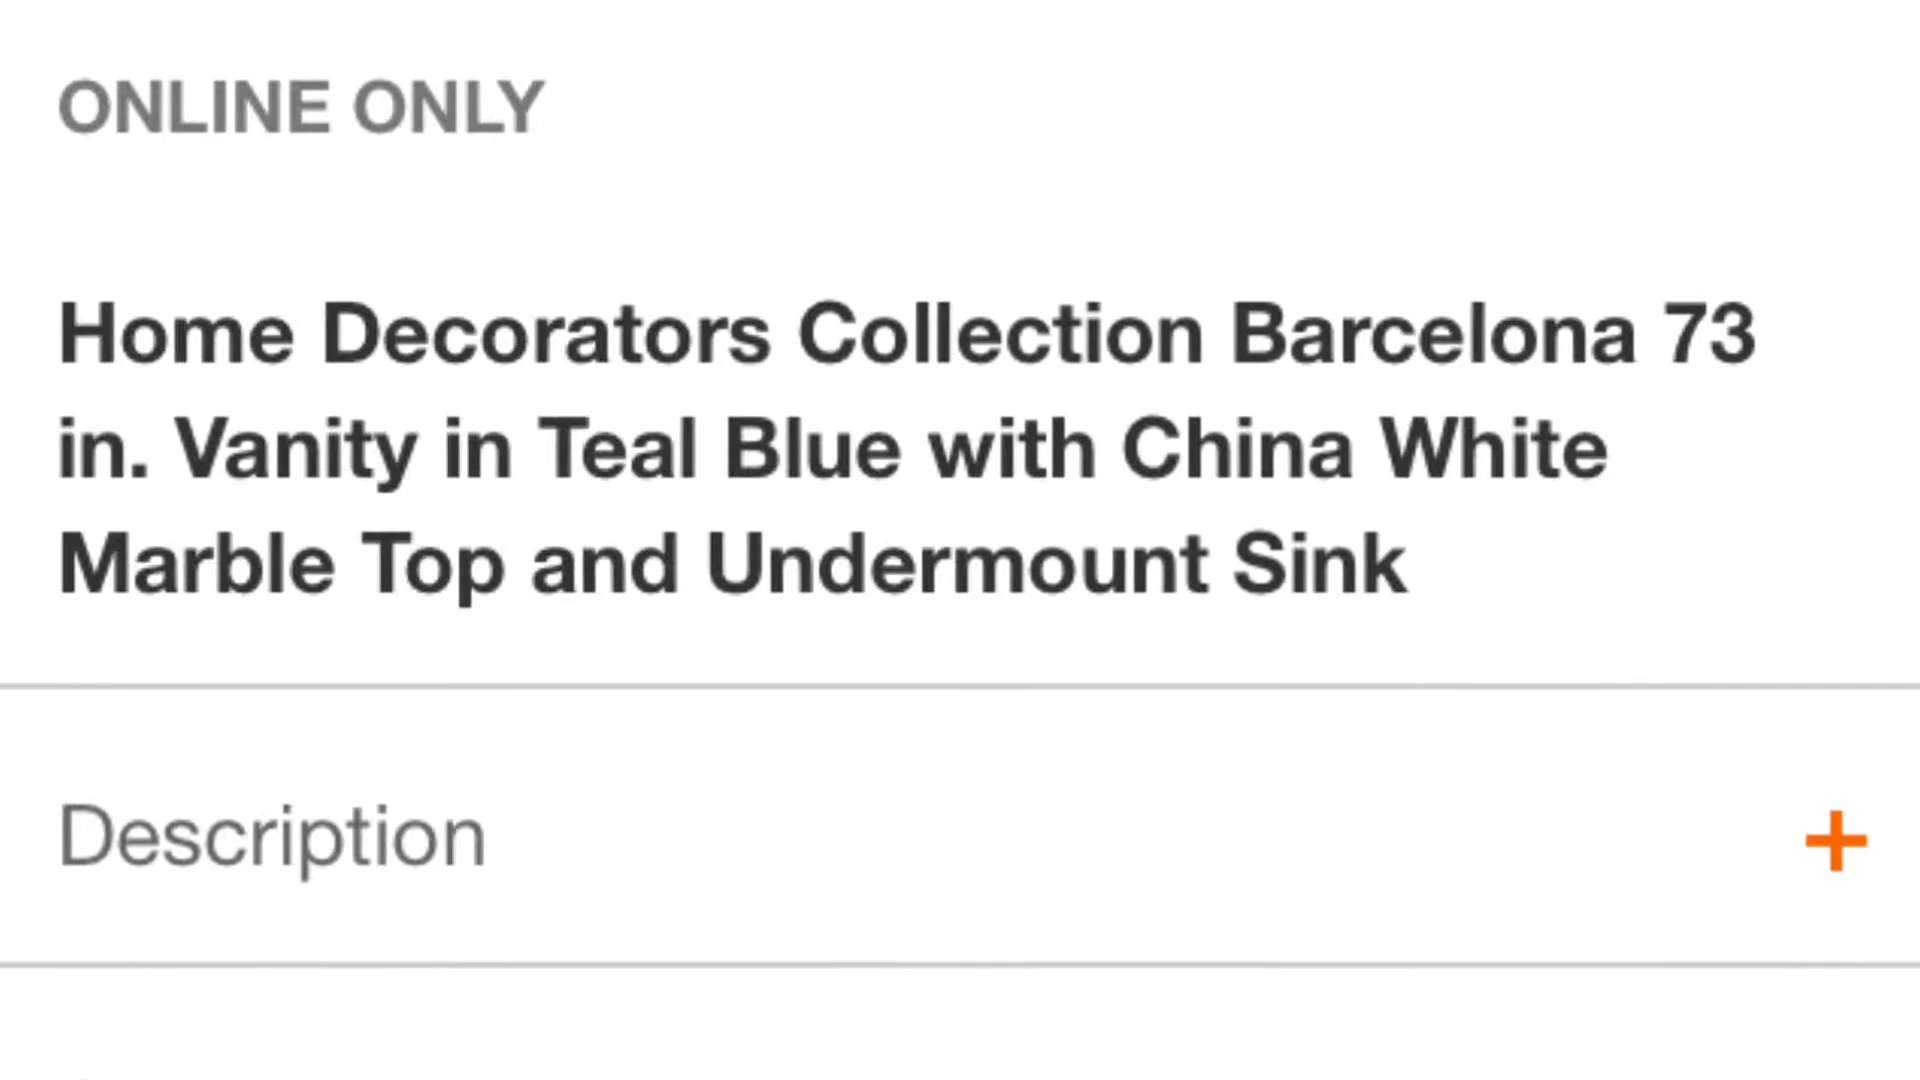 ONLINE ONLY
Home Decorators Collection Barcelona 73
in. Vanity in Teal Blue with China White
Marble Top and Undermount Sink
Description
+